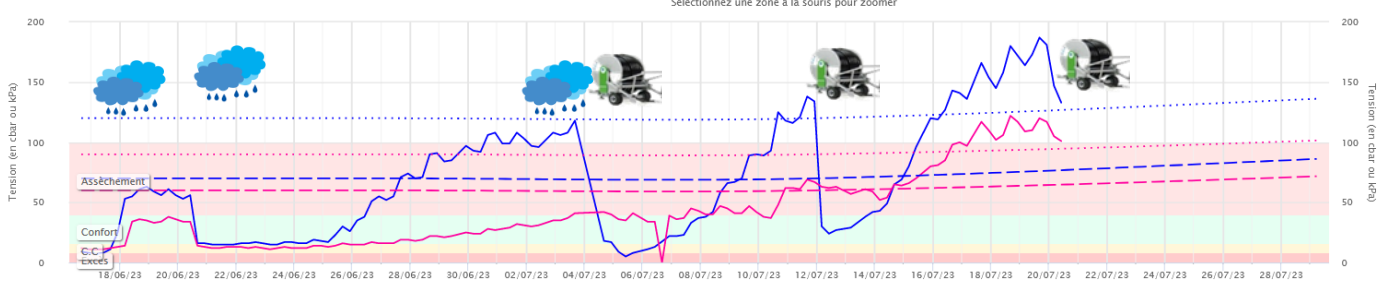 Sélectionnez une zone à la souris pour zoomer
Tension (en cbar ou kPa)
200
150
100
50
0
Assèchement
Confort
C.C
Excès
18/06/23 20/06/23 22/06/23 24/06/23 26/06/23 28/06/23 30/06/23 02/07/23 04/07/23 06/07/23 08/07/23 10/07/23 12/07/23 14/07/23 16/07/23 18/07/23 20/07/23 22/07/23 24/07/23 26/07/23 28/07/23
200
150
100
50
0
Tension (en cbar ou kPa)